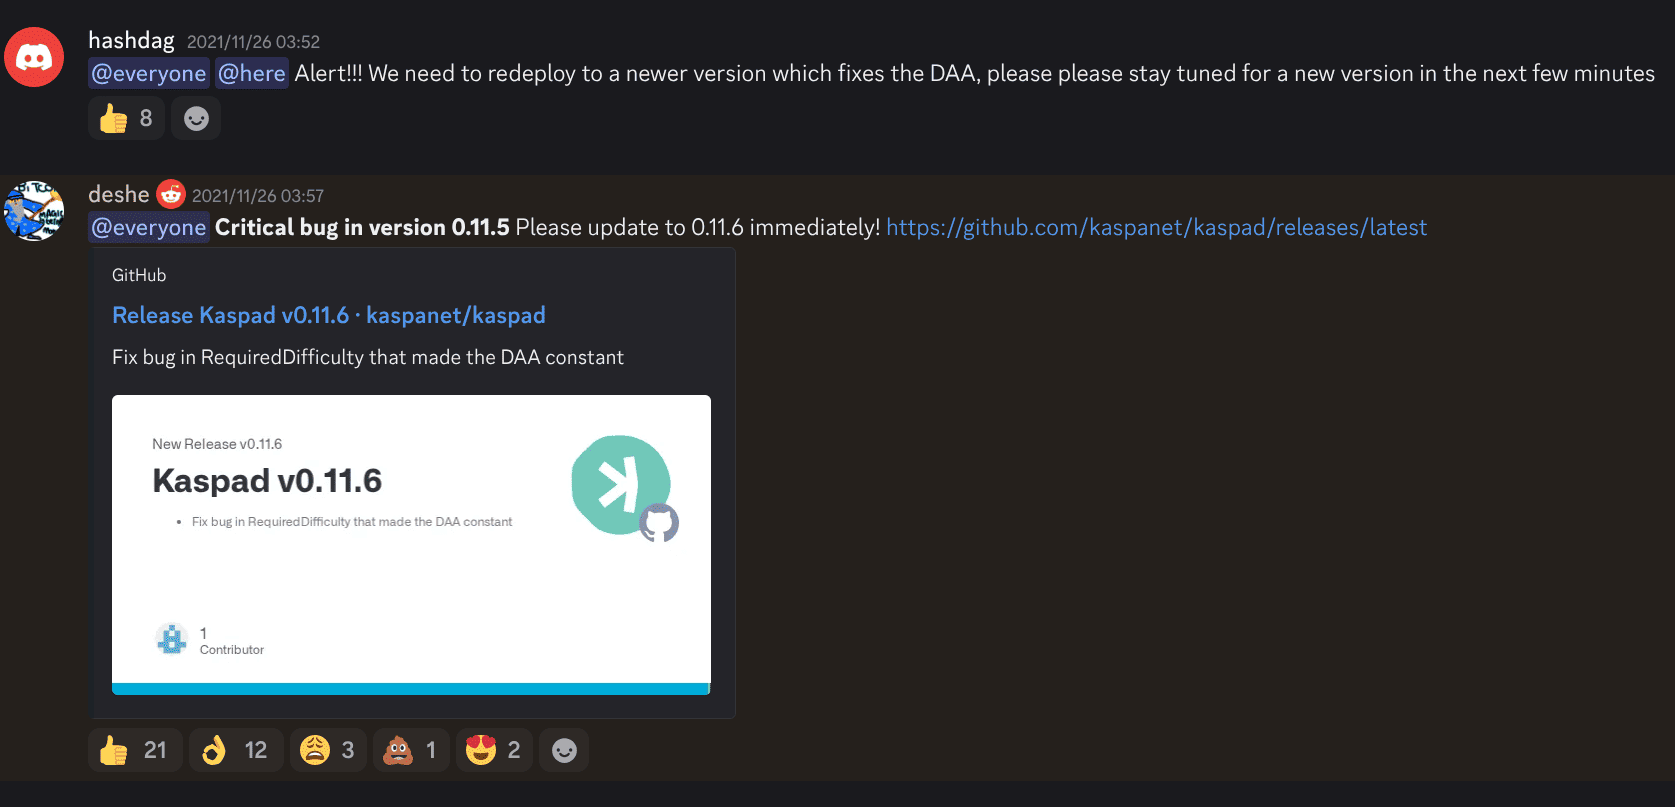 hashdag 2021/11/26 03:52
@everyone @here Alert!!! We need to redeploy to a newer version which fixes the DAA, please please stay tuned for a new version in the next few minutes
8
deshe 2021/11/26 03:57
@everyone Critical bug in version 0.11.5 Please update to 0.11.6 immediately! https://github.com/kaspanet/kaspad/releases/latest
GitHub
Release Kaspad v0.11.6 · kaspanet/kaspad
Fix bug in RequiredDifficulty that made the DAA constant
New Release v0.11.6
Kaspad v0.11.6
• Fix bug in RequiredDifficulty that made the DAA constant
1
Contributor
21 12 3 1 2